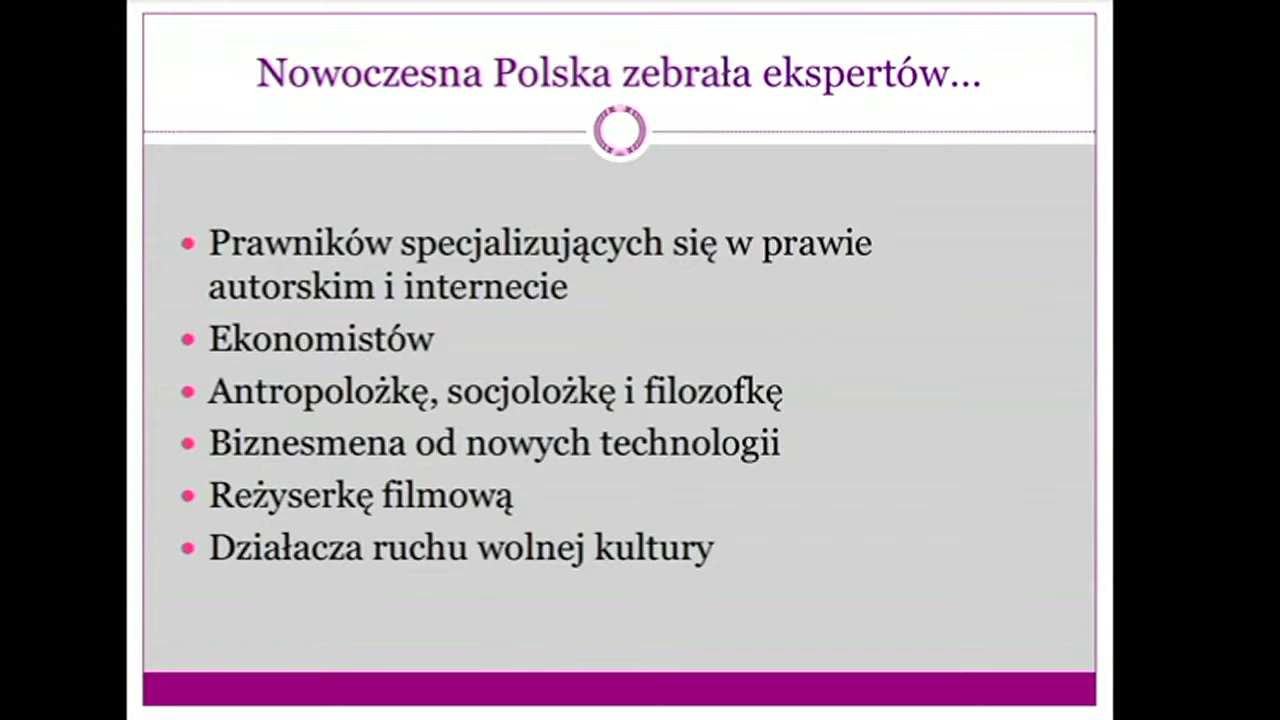 Nowoczesna Polska zebrała ekspertów...
Prawników specjalizujących się w prawie
autorskim i internecie
Ekonomistów
Antropolożkę, socjolożkę i filozofkę
Biznesmena od nowych technologii
Reżyserkę filmową
Działacza ruchu wolnej kultury